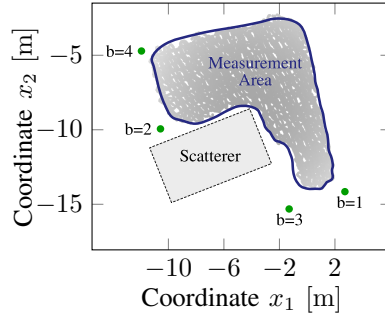 b=4
−5
Measurement
Area
Coordinate x₂ [m]
−10
b=2
Scatterer
b=1
−15
b=3
−10 −6 −2 2
Coordinate x₁ [m]